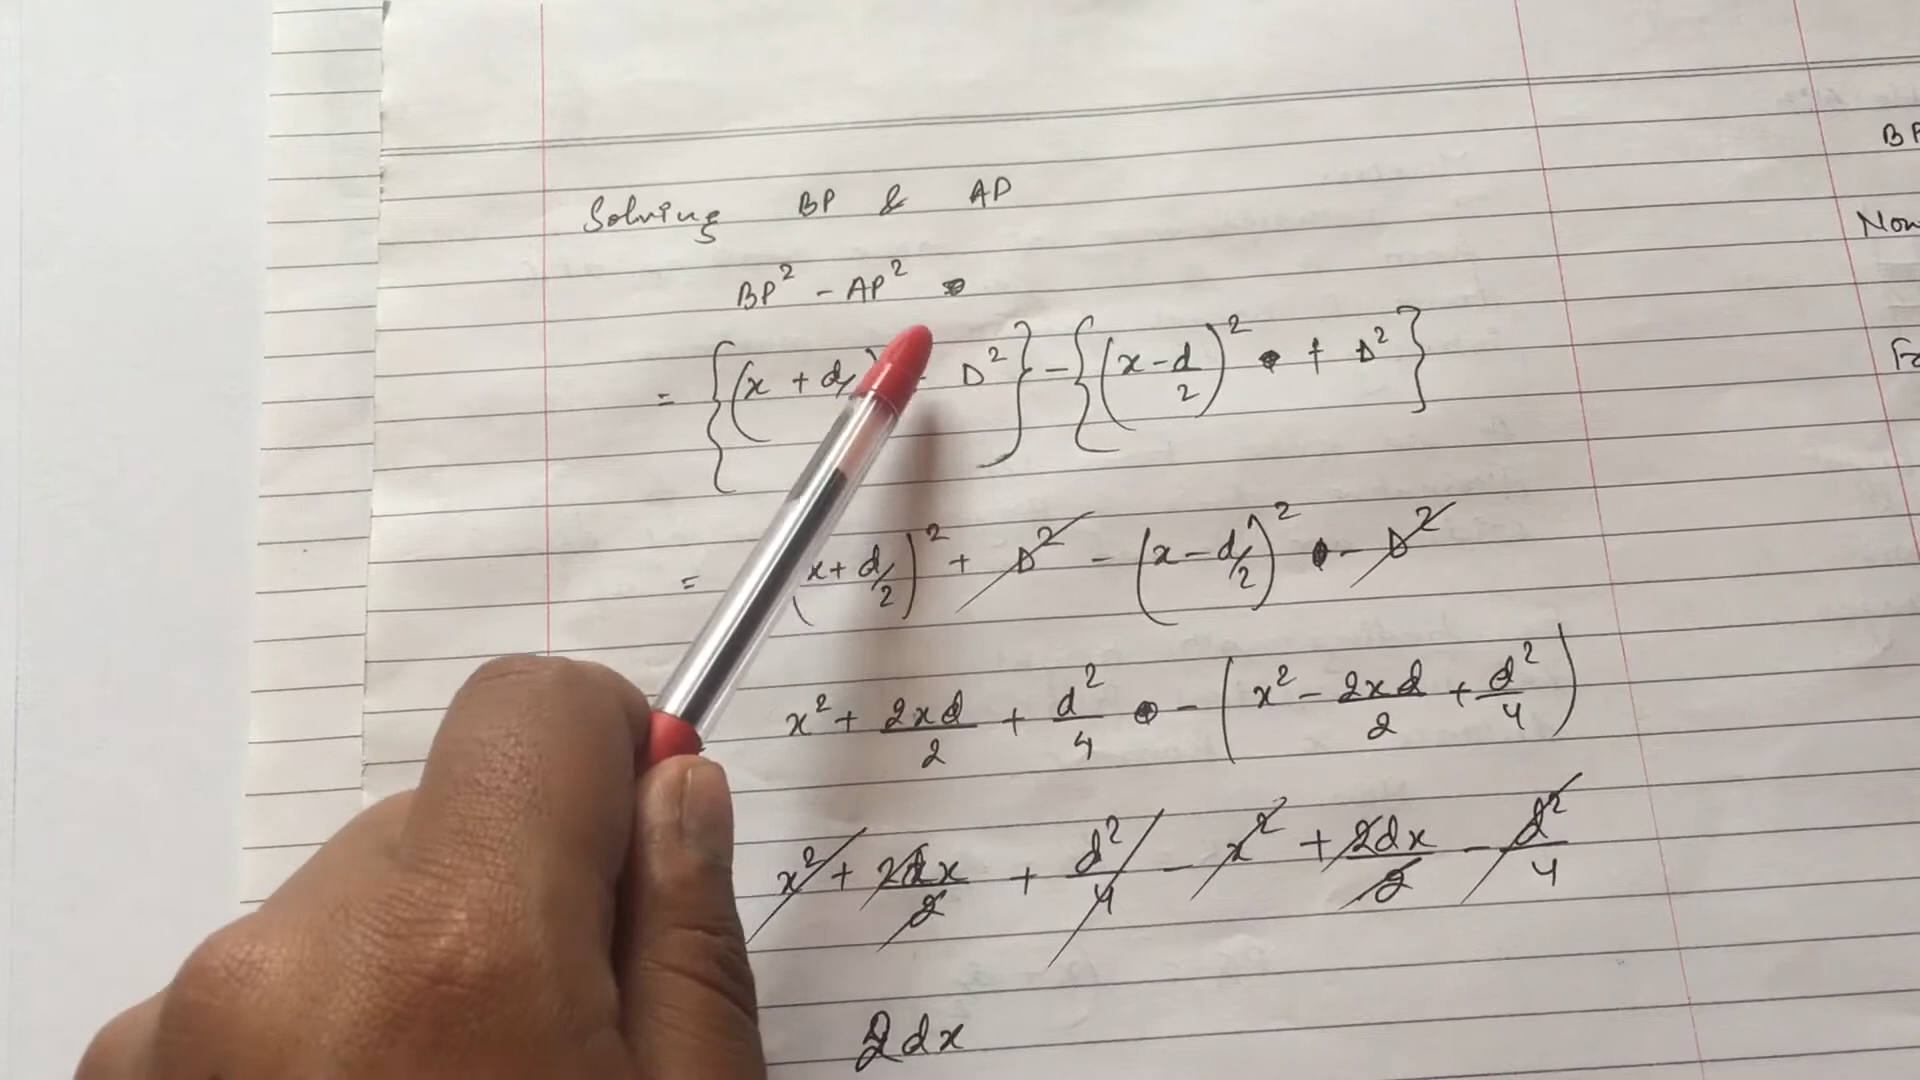 Solving BP & AP
BP² - AP²
= {(x + d/ D²} - {(x - d/2)² + D²}
= (x + d/2)² + D² - (x - d/2)² - D²
x² + 2xd/2 + d²/4 - (x² - 2xd/2 + d²/4)
x² + 2dx/2 + d²/4 - x² + 2dx/2 - d²/4
2dx
BP
Now